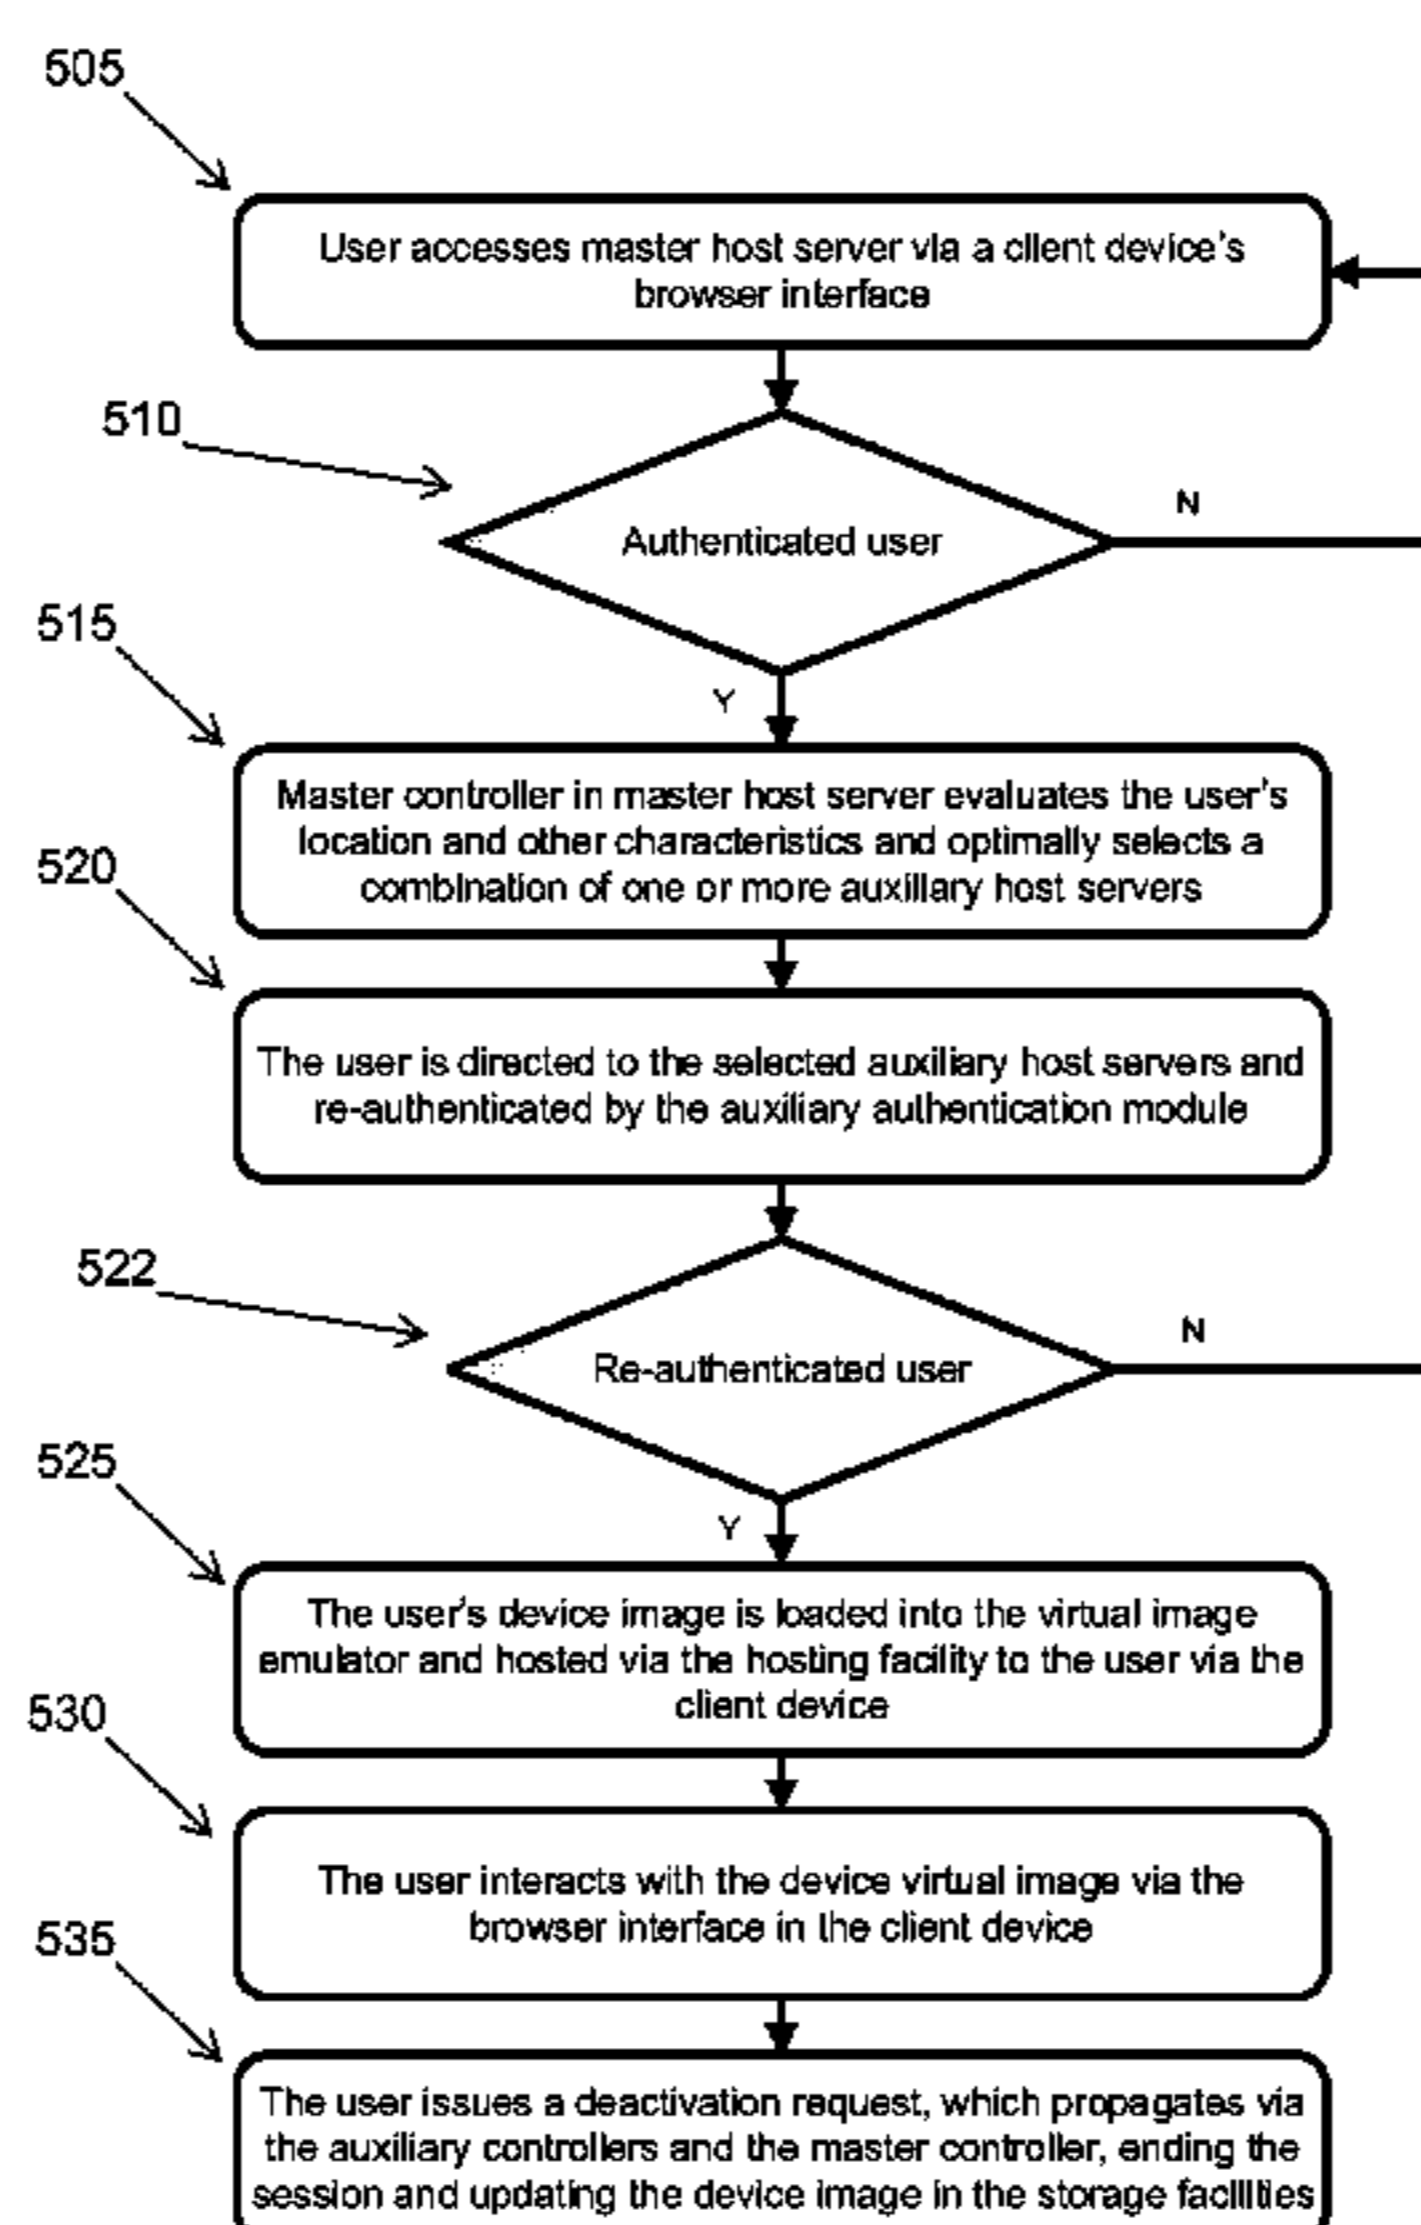 505
User accesses master host server via a client device's
browser interface
510
Authenticated user
N
515
Y
Master controller in master host server evaluates the user's
location and other characteristics and optimally selects a
combination of one or more auxiliary host servers
520
The user is directed to the selected auxiliary host servers and
re-authenticated by the auxiliary authentication module
522
Re-authenticated user
N
525
Y
The user's device image is loaded into the virtual image
emulator and hosted via the hosting facility to the user via the
client device
530
The user interacts with the device virtual image via the
browser interface in the client device
535
The user issues a deactivation request, which propagates via
the auxiliary controllers and the master controller, ending the
session and updating the device image in the storage facilities